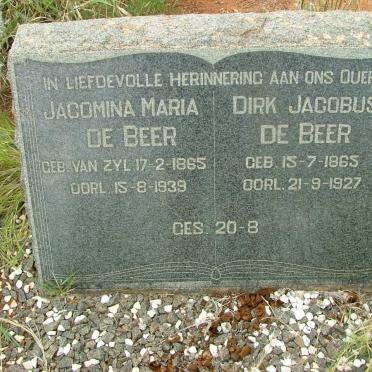 IN LIEFDEVOLLE HERINNERING AAN ONS OUER
JACOMINA MARIA
DE BEER
GEB. VAN ZYL 17-2-1865
OORL. 15-8-1939
DIRK JACOBUS
DE BEER
GEB. 15-7-1865
OORL. 21-9-1927
GES. 20-8